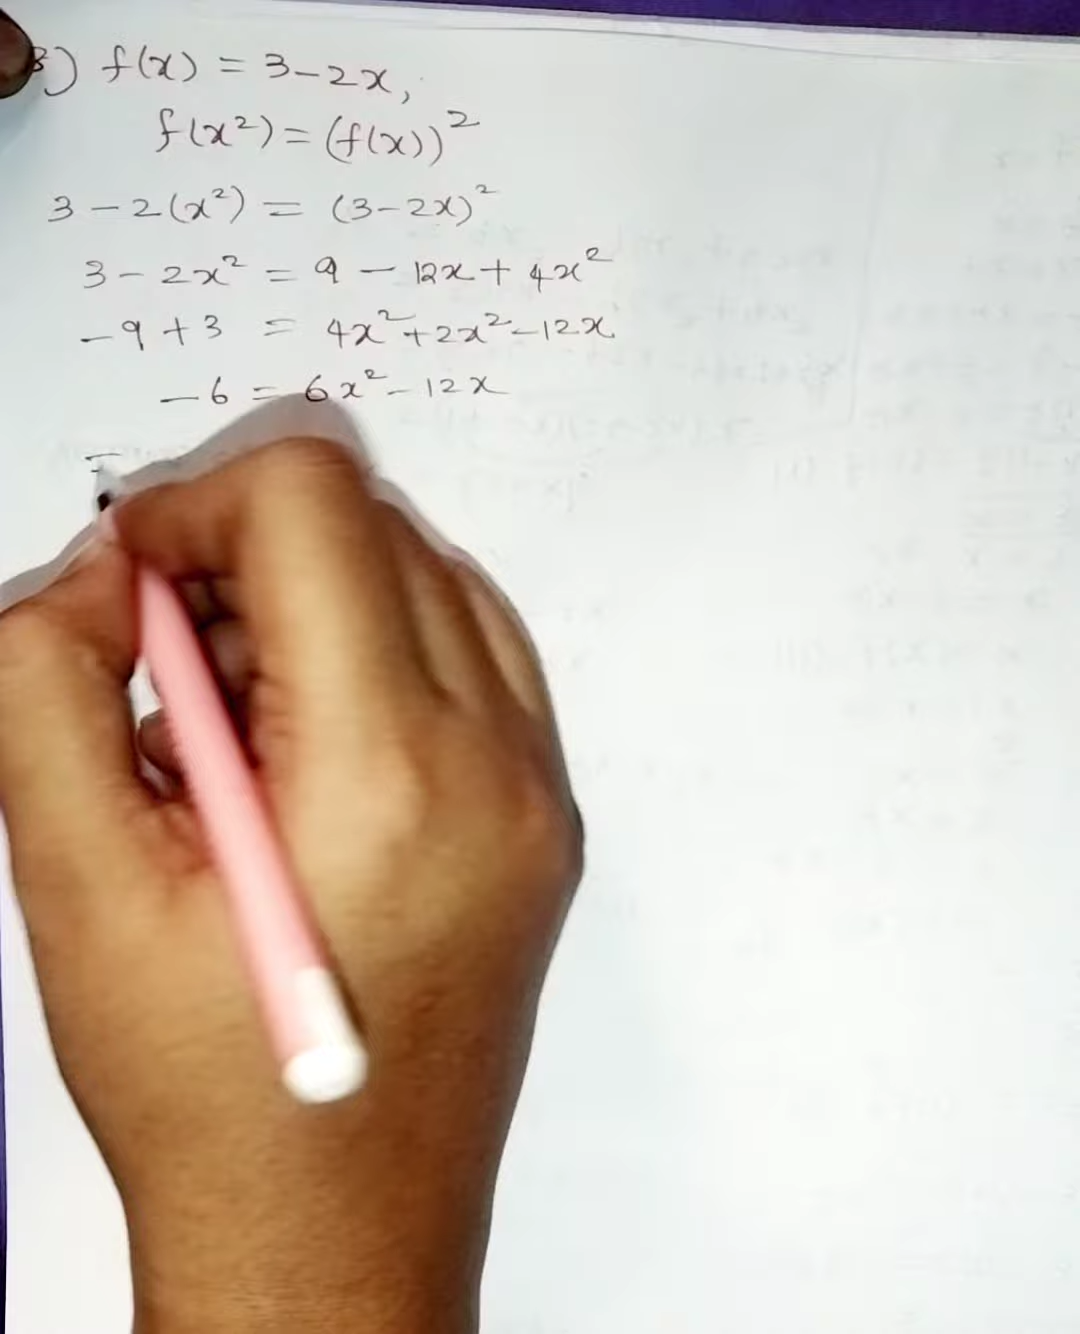 3) f(x) = 3-2x,
f(x²) = (f(x))²
3 - 2(x²) = (3-2x)²
3 - 2x² = 9 - 12x + 4x²
-9 + 3 = 4x² + 2x² - 12x
-6 = 6x² - 12x